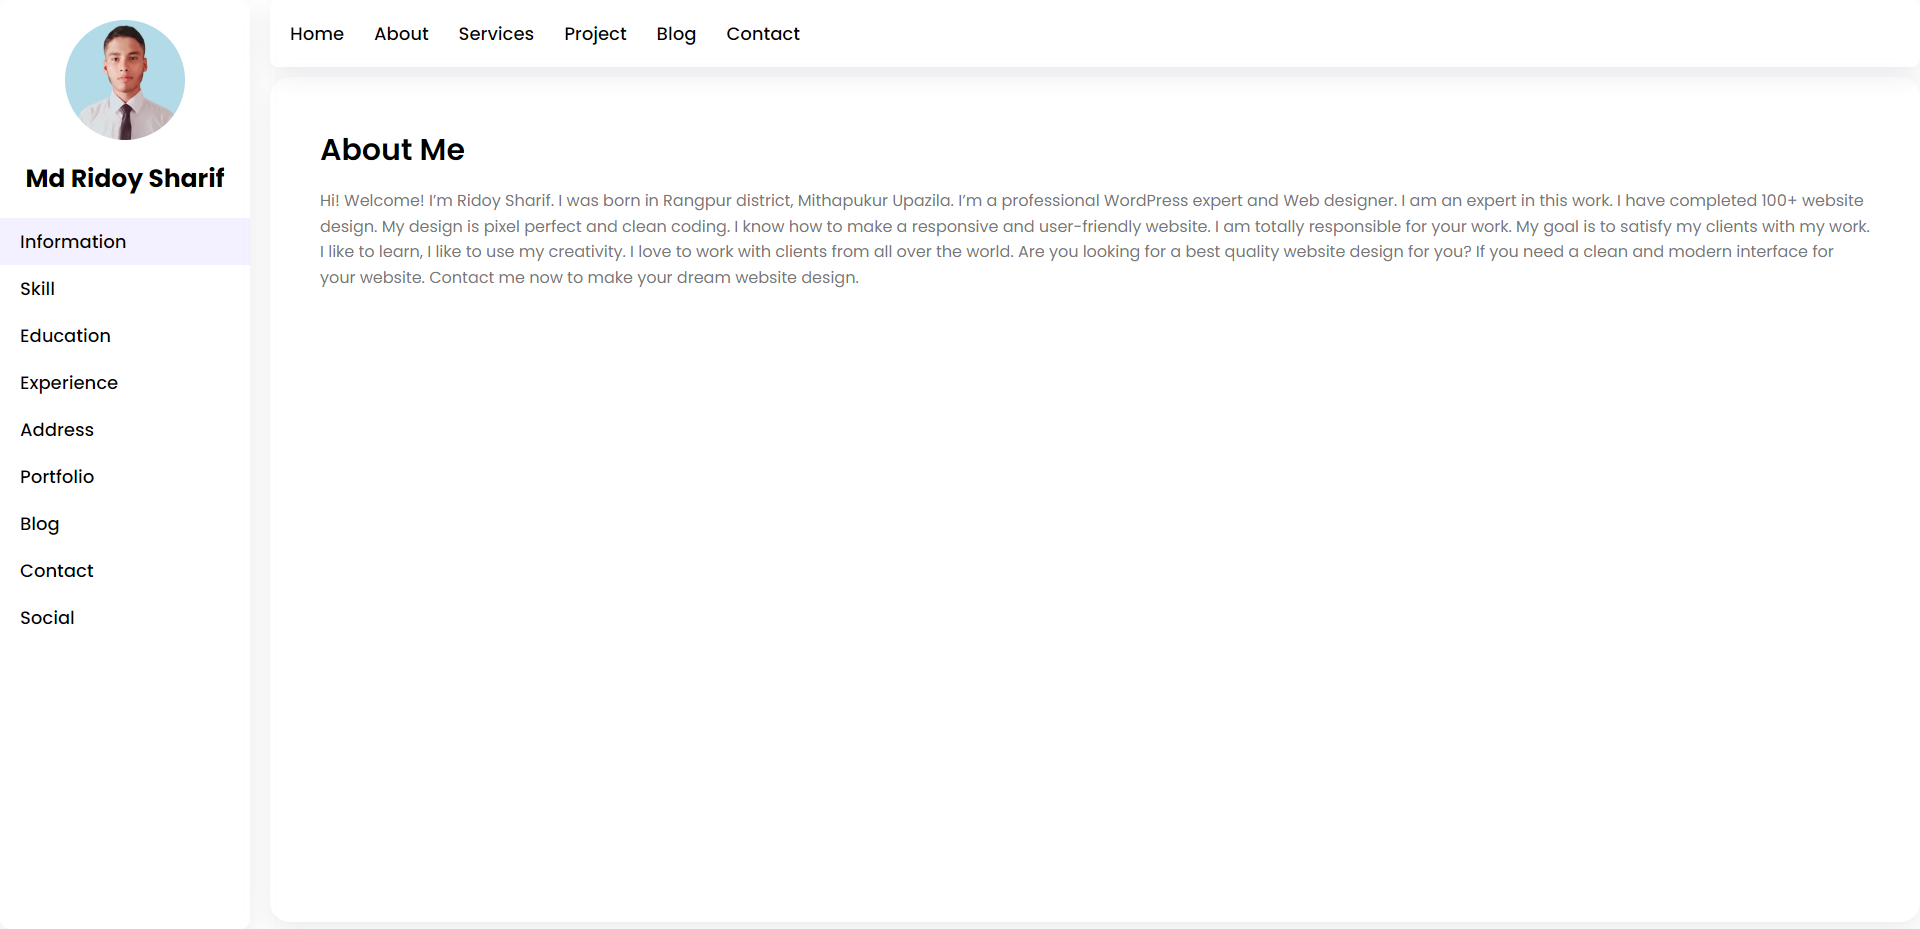 Home About Services Project Blog Contact
Md Ridoy Sharif
Information
Skill
Education
Experience
Address
Portfolio
Blog
Contact
Social
About Me
Hi! Welcome! I’m Ridoy Sharif. I was born in Rangpur district, Mithapukur Upazila. I’m a professional WordPress expert and Web designer. I am an expert in this work. I have completed 100+ website
design. My design is pixel perfect and clean coding. I know how to make a responsive and user-friendly website. I am totally responsible for your work. My goal is to satisfy my clients with my work.
I like to learn, I like to use my creativity. I love to work with clients from all over the world. Are you looking for a best quality website design for you? If you need a clean and modern interface for
your website. Contact me now to make your dream website design.